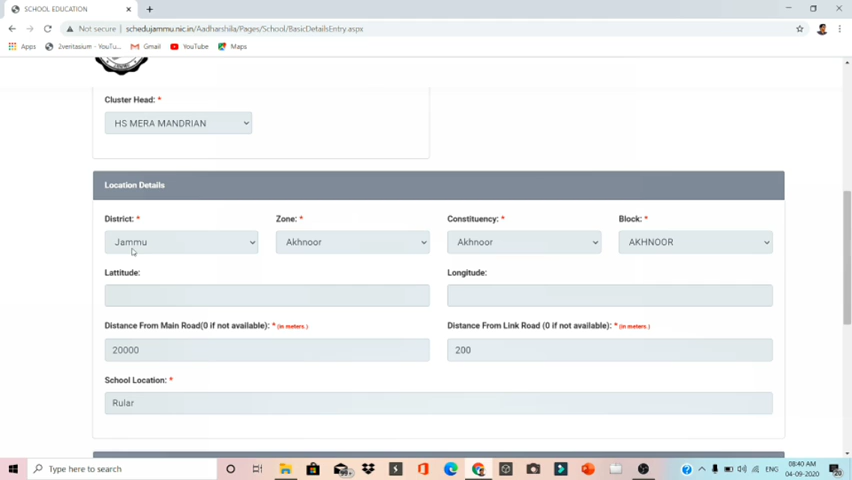 SCHOOL EDUCATION
Not secure schedujammu.nic.in/Aadharshila/Pages/School/BasicDetailsEntry.aspx
Apps 2veritasium - YouTu... Gmail YouTube Maps
Cluster Head: *
HS MERA MANDRIAN
Location Details
District: * Zone: * Constituency: * Block: *
Jammu Akhnoor Akhnoor AKHNOOR
Lattitude: Longitude:
Distance From Main Road(0 if not available): * (in meters.) Distance From Link Road (0 if not available): * (in meters.)
20000 200
School Location: *
Rular
Type here to search 99+ ENG 08:40 AM
04-09-2020 20